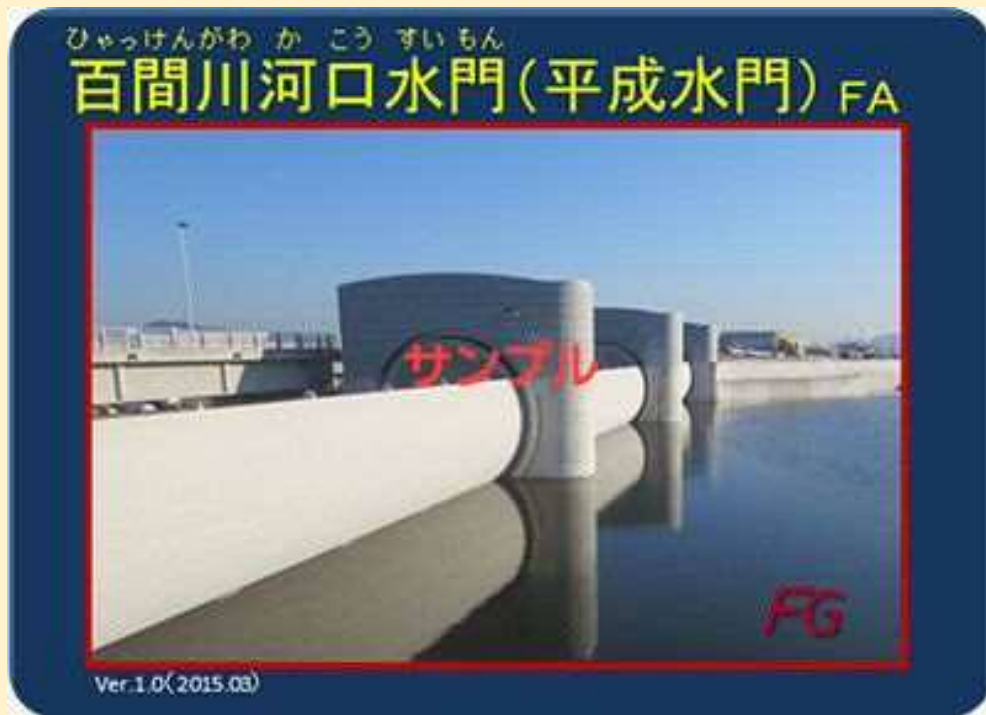 ひゃっけんがわ か こう すい もん
百間川河口水門(平成水門) FA
サンプル
FG
Ver.1.0(2015.03)